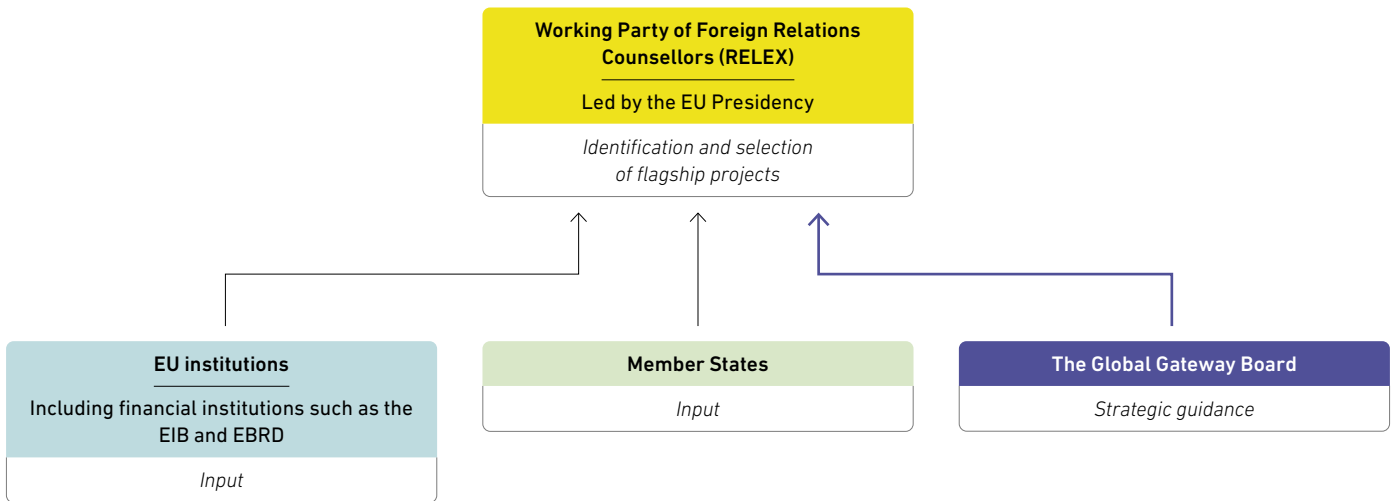 Working Party of Foreign Relations
Counsellors (RELEX)
Led by the EU Presidency
Identification and selection
of flagship projects
EU institutions
Including financial institutions such as the
EIB and EBRD
Input
Member States
Input
The Global Gateway Board
Strategic guidance